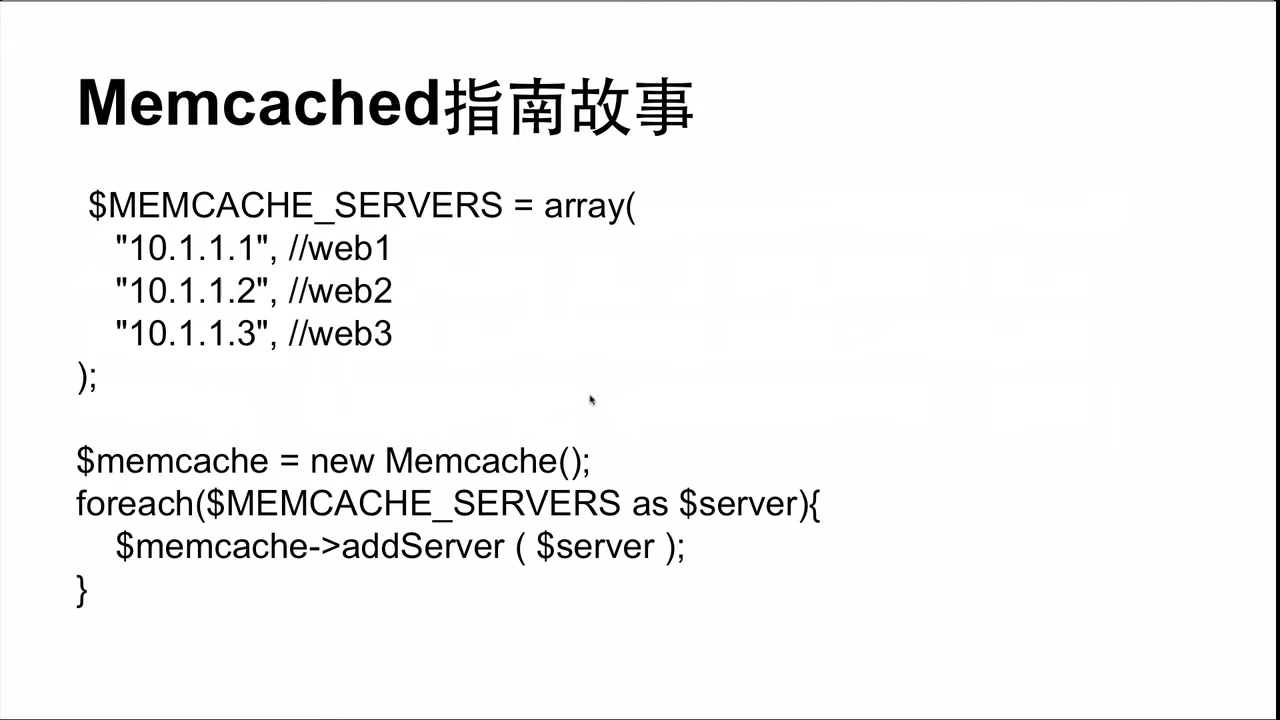 Memcached指南故事
$MEMCACHE_SERVERS = array(
"10.1.1.1", //web1
"10.1.1.2", //web2
"10.1.1.3", //web3
);
$memcache = new Memcache();
foreach($MEMCACHE_SERVERS as $server){
$memcache->addServer ( $server );
}